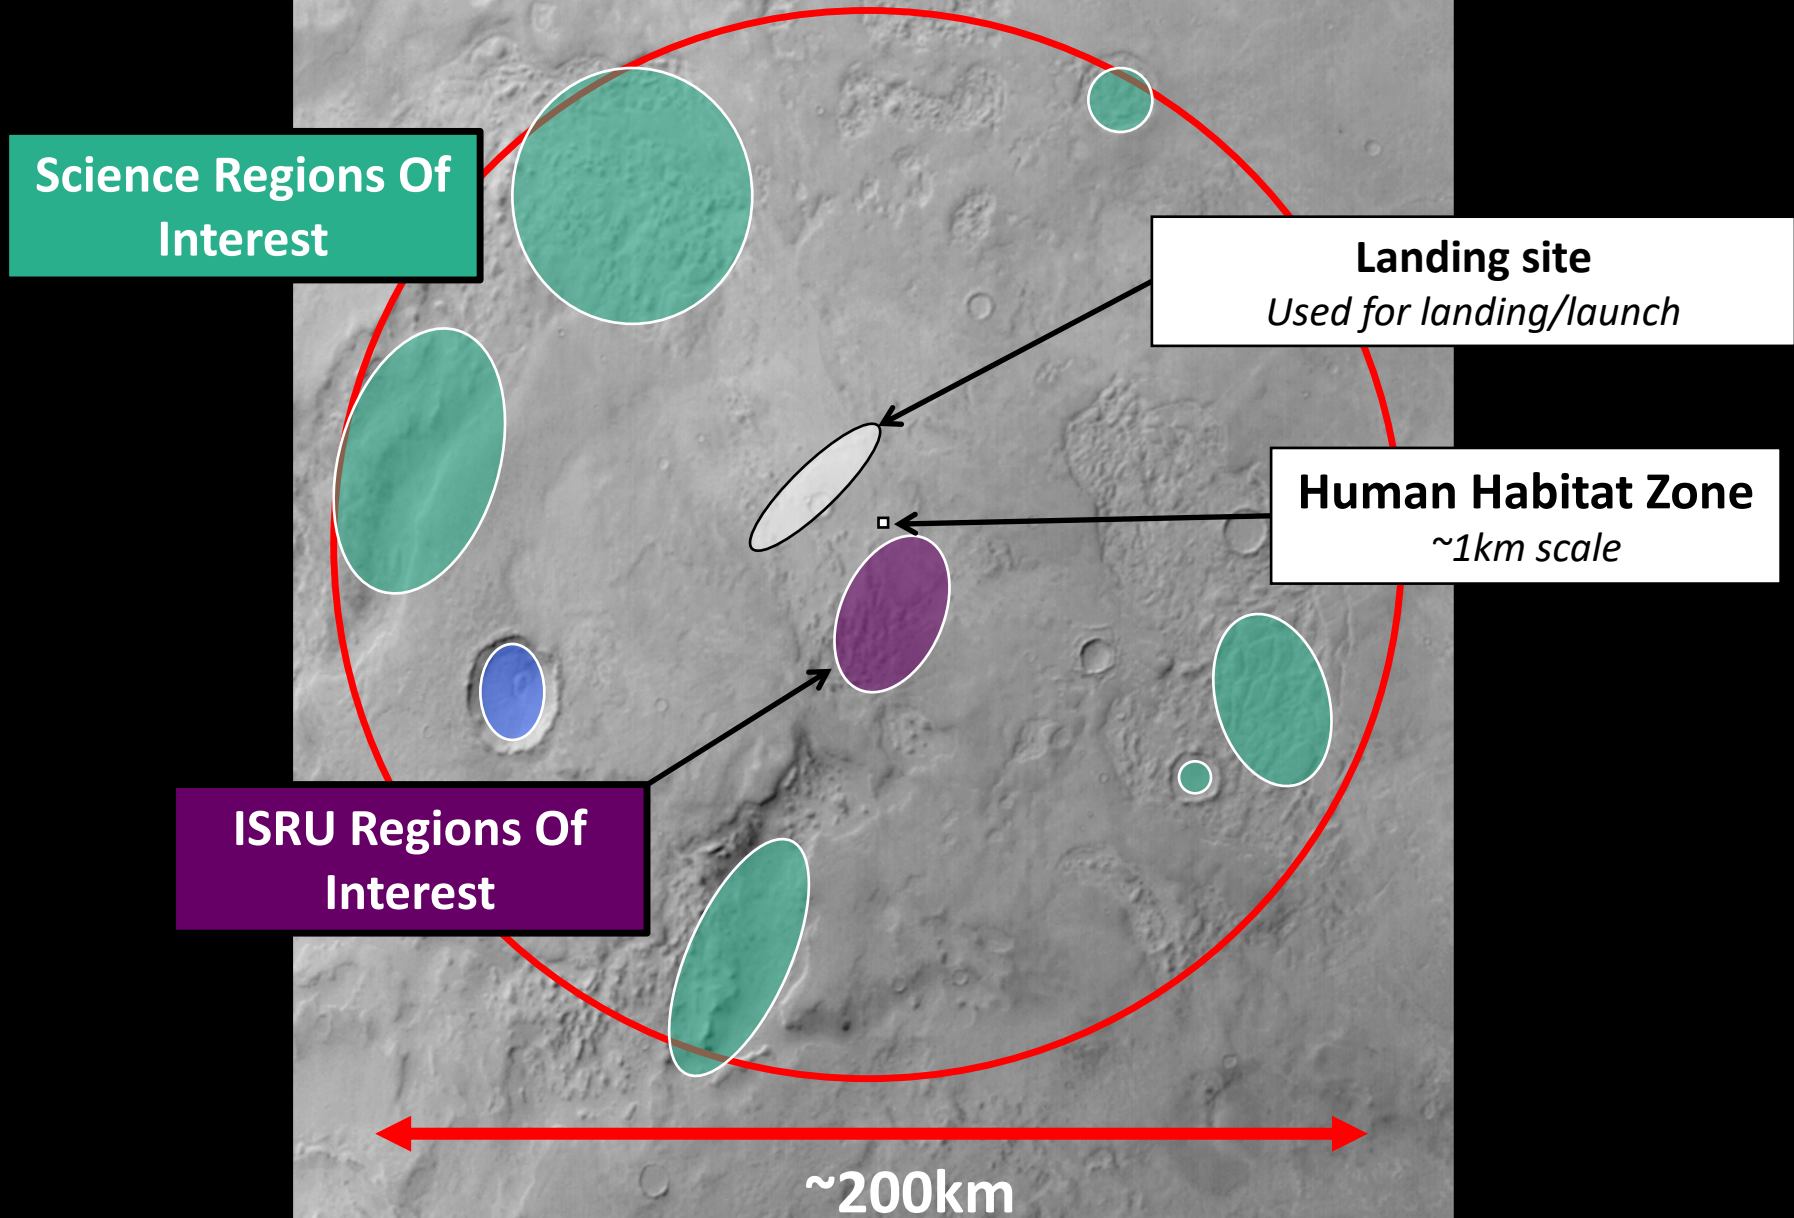 Science Regions Of
Interest
Landing site
Used for landing/launch
Human Habitat Zone
~1km scale
ISRU Regions Of
Interest
~200km